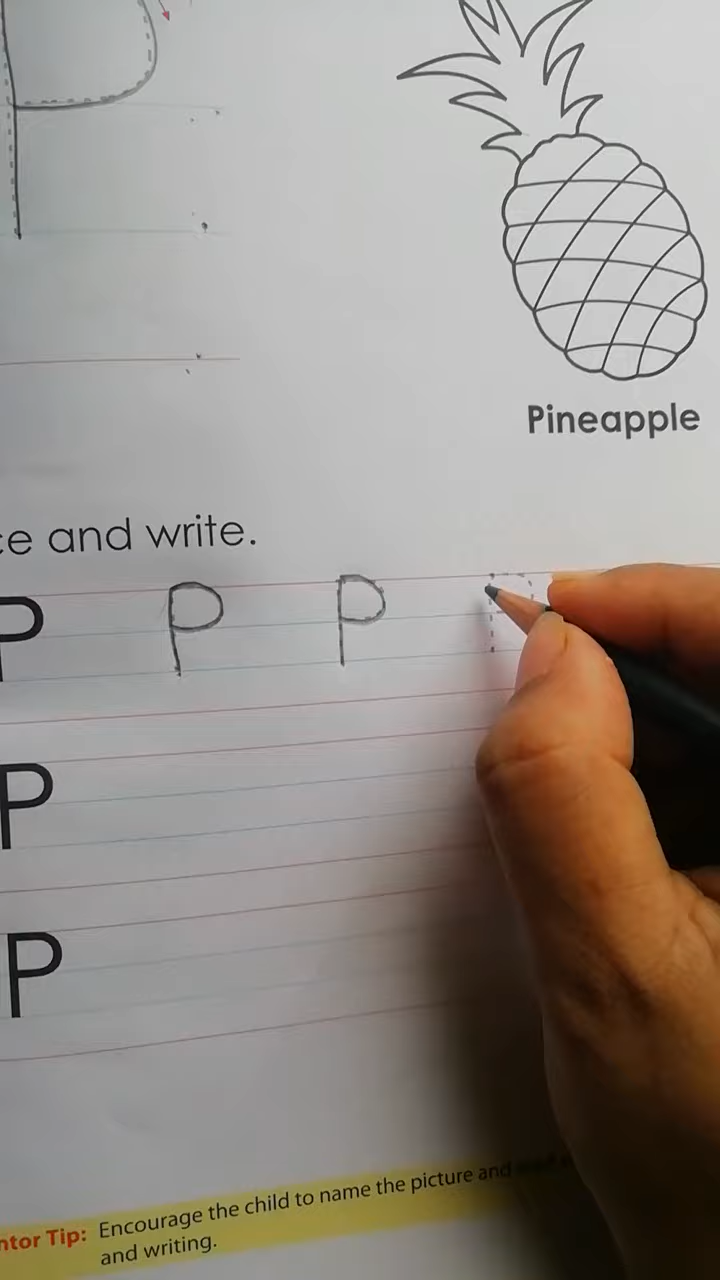 P
Pineapple
ce and write.
P P P P
P
P
ntor Tip: Encourage the child to name the picture and
and writing.